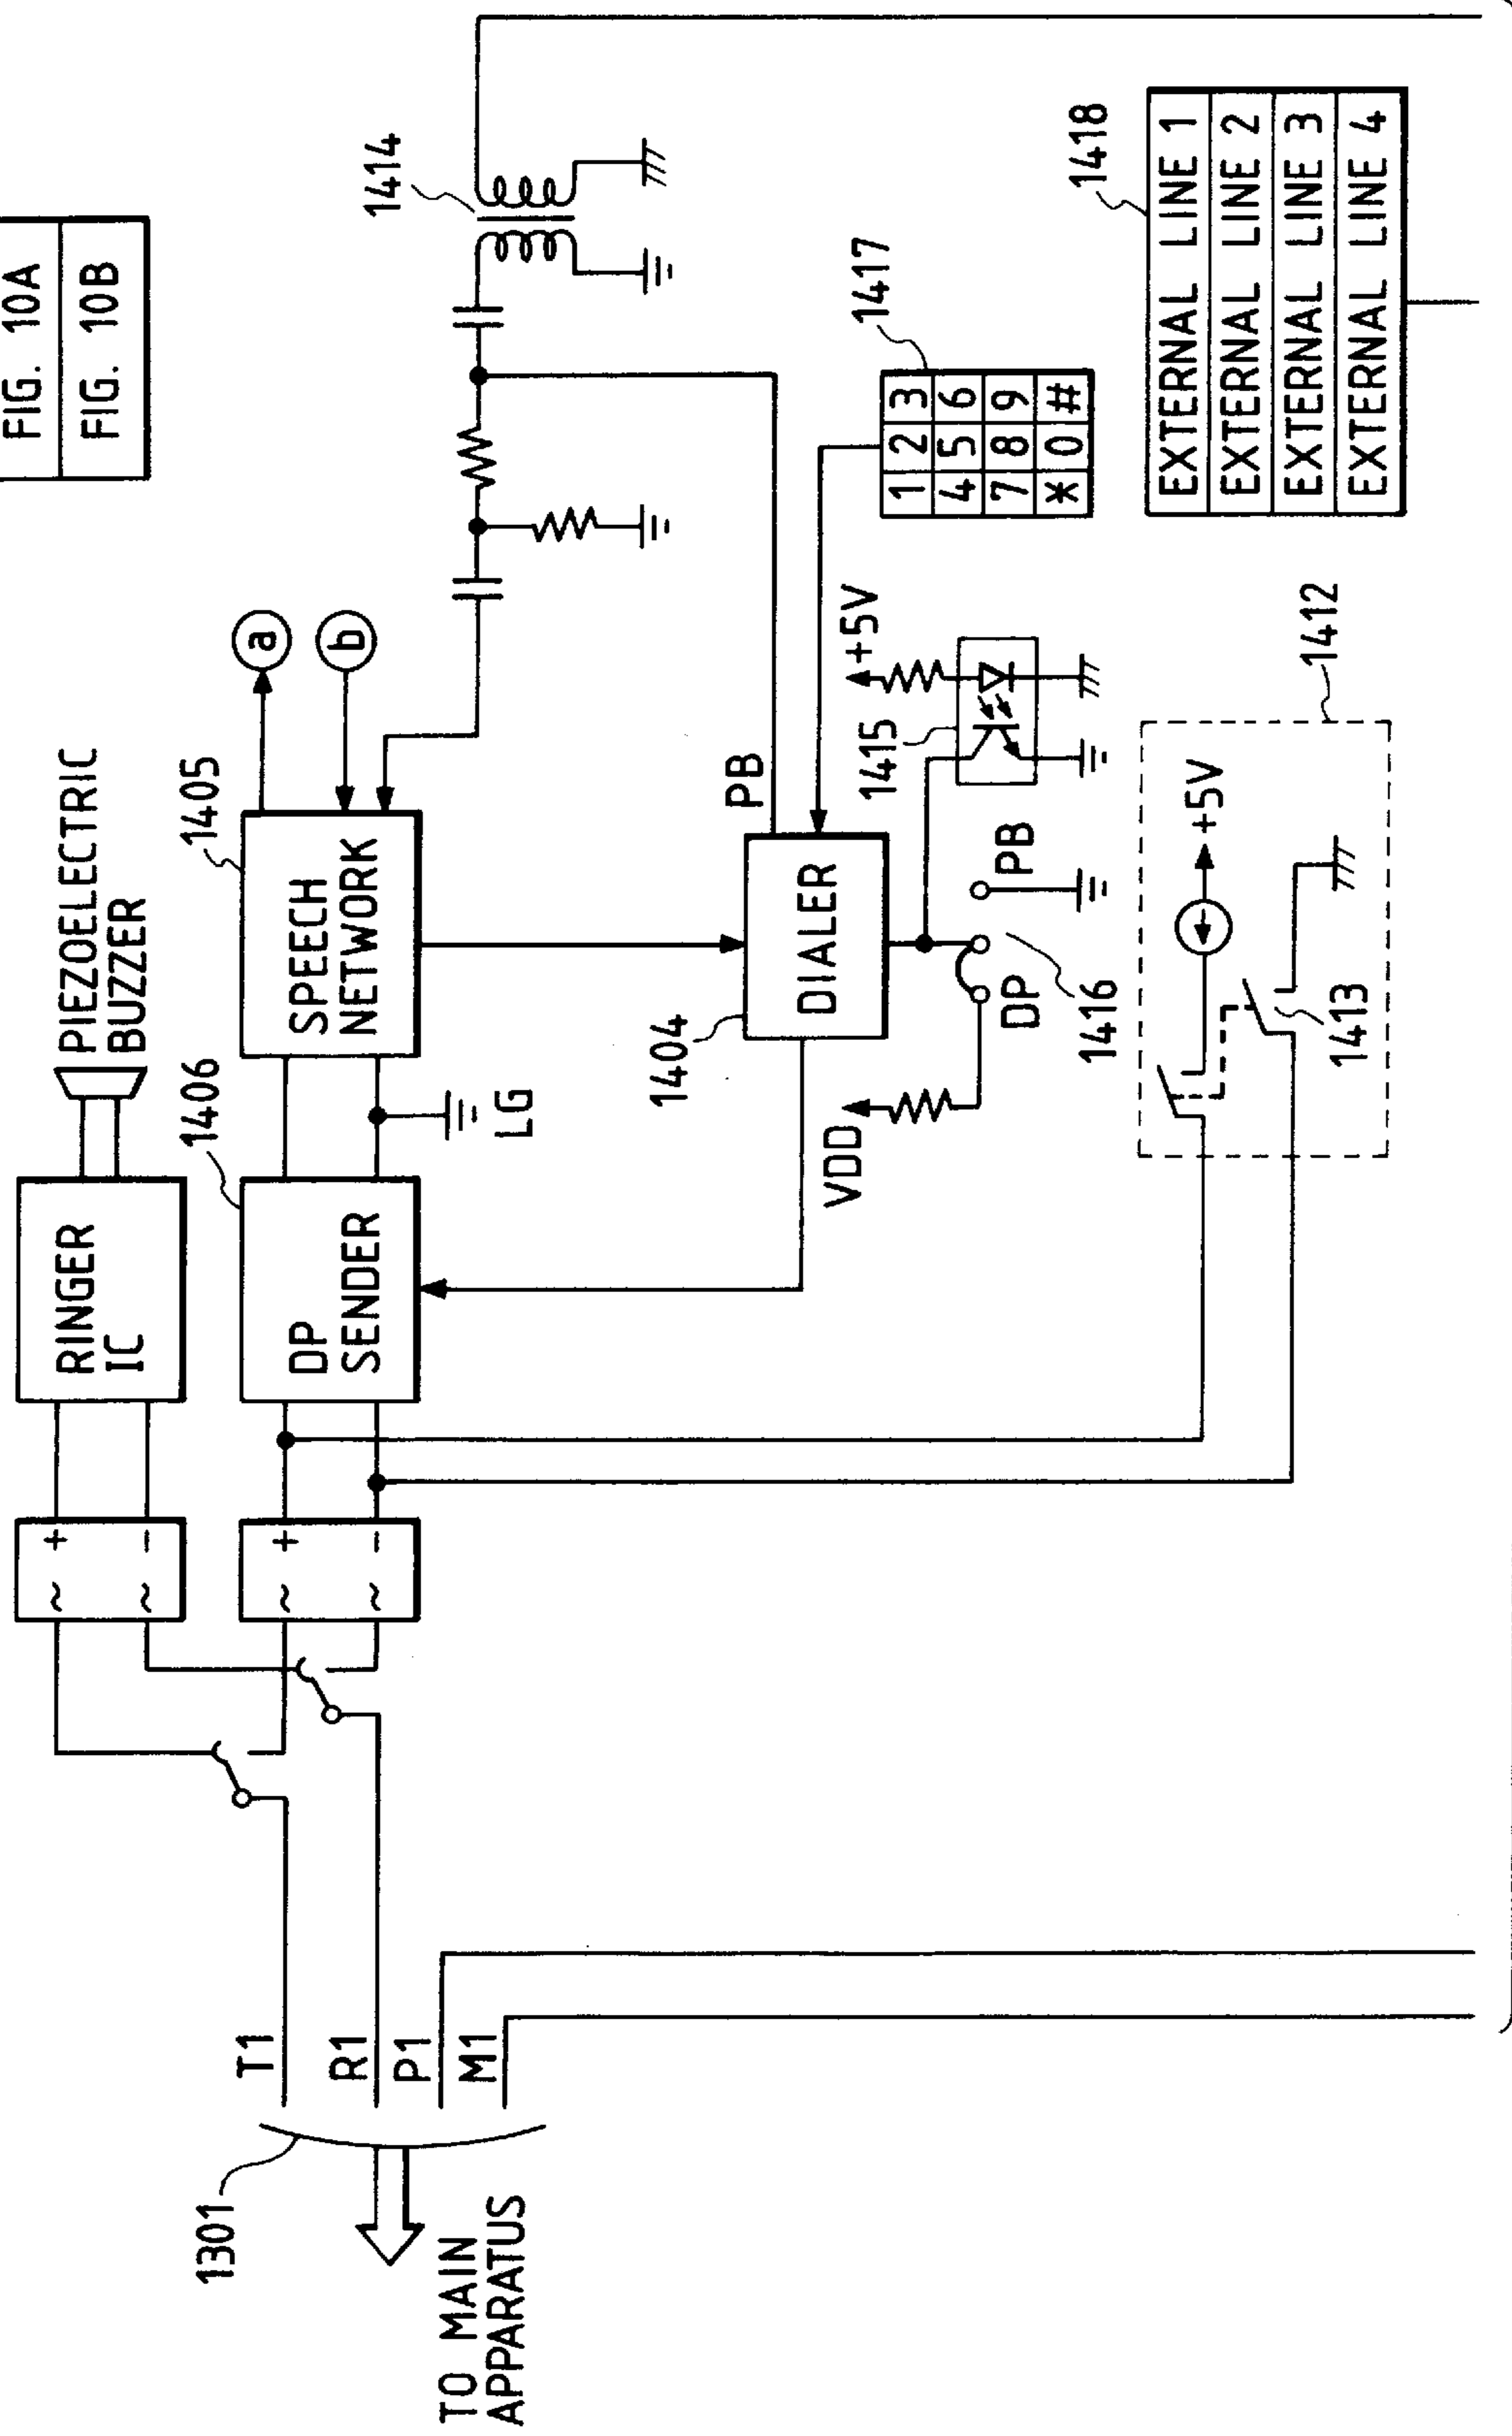 FIG. 10A
FIG. 10B
PIEZOELECTRIC
BUZZER
RINGER
IC
+
-
~
~
1406
DP
SENDER
+
-
~
~
LG
1405
SPEECH
NETWORK
a
b
1414
T1
R1
P1
M1
1301
TO MAIN
APPARATUS
1404
DIALER
PB
VDD
DP
PB
1416
1415
+5V
1417
1 2 3
4 5 6
7 8 9
* 0 #
1412
+5V
1413
1418
EXTERNAL LINE 1
EXTERNAL LINE 2
EXTERNAL LINE 3
EXTERNAL LINE 4